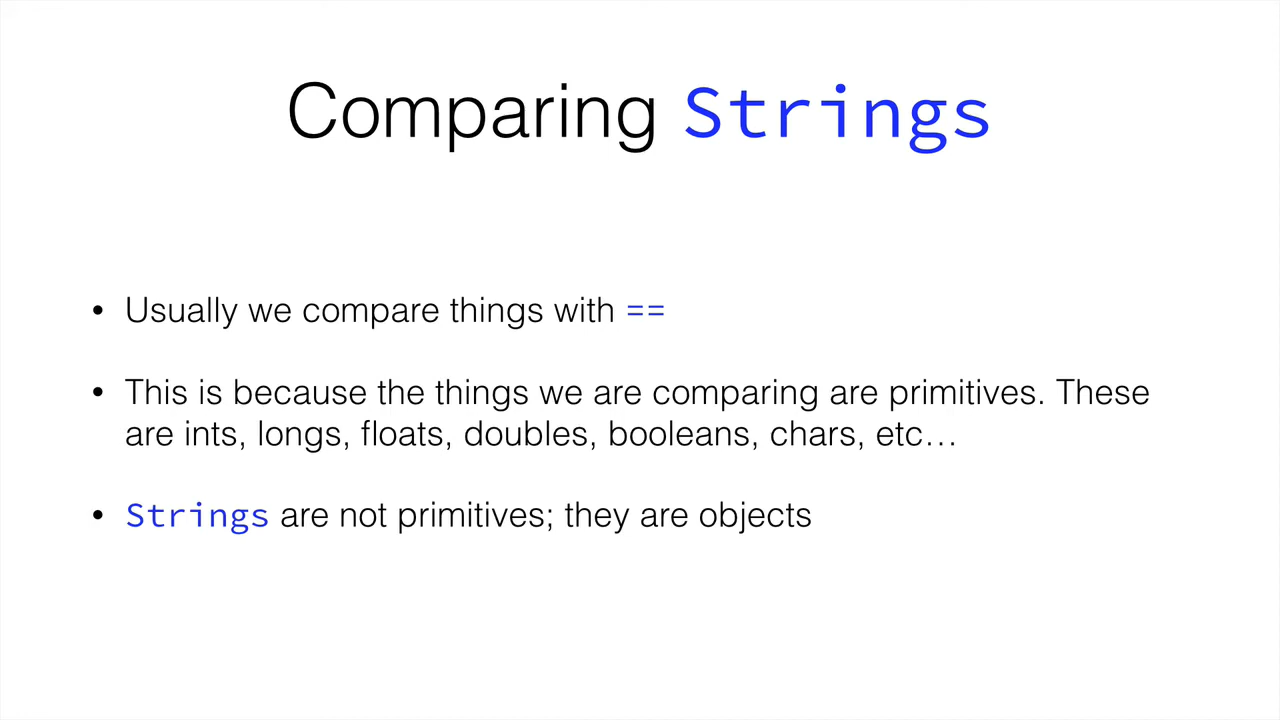 Comparing Strings
• Usually we compare things with ==
• This is because the things we are comparing are primitives. These
are ints, longs, floats, doubles, booleans, chars, etc…
• Strings are not primitives; they are objects